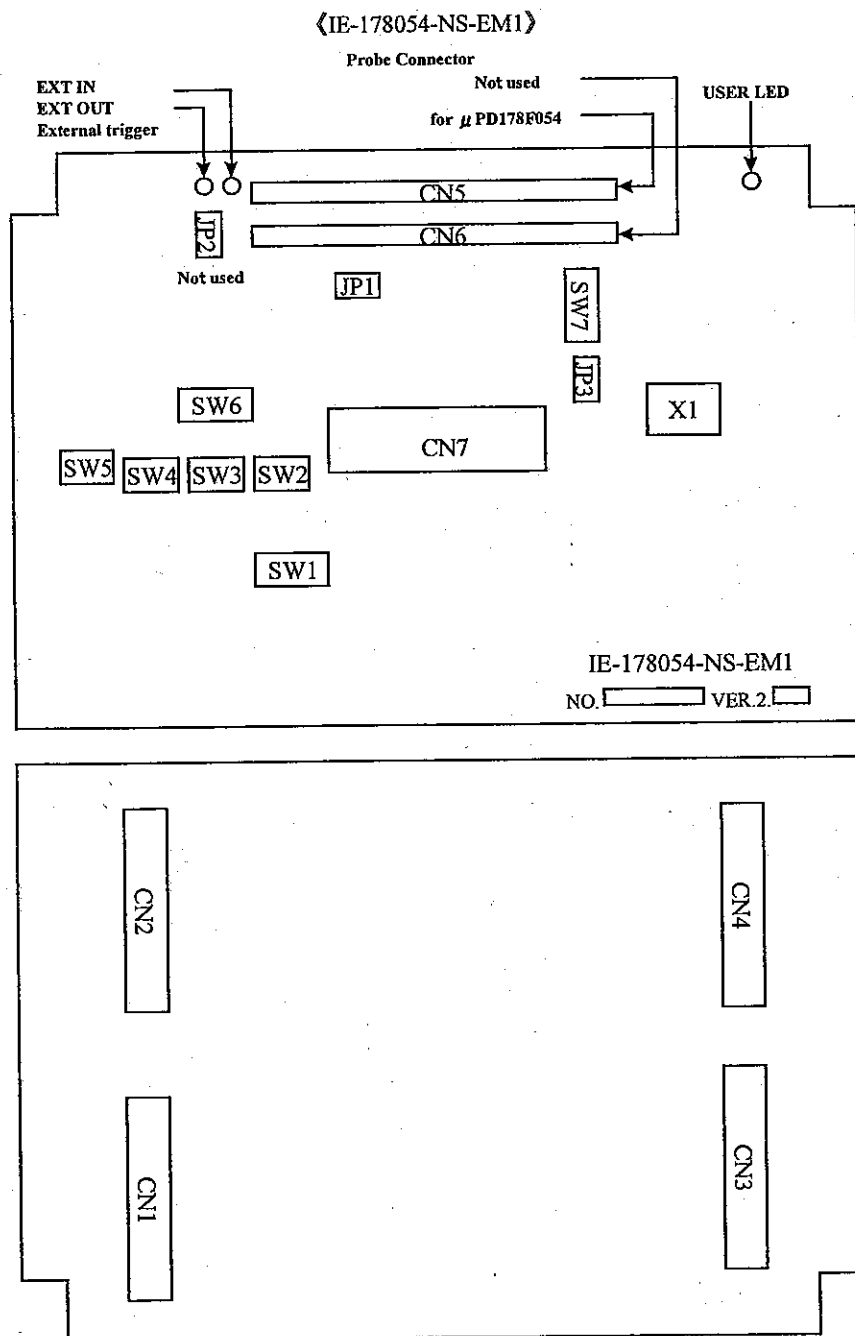 《IE-178054-NS-EM1》
Probe Connector
EXT IN
EXT OUT
External trigger
Not used
for μPD178F054
USER LED
CN5
CN6
JP2
Not used
JP1
SW7
JP3
X1
SW6
CN7
SW5
SW4
SW3
SW2
SW1
IE-178054-NS-EM1
NO. VER.2.
CN2
CN4
CN1
CN3